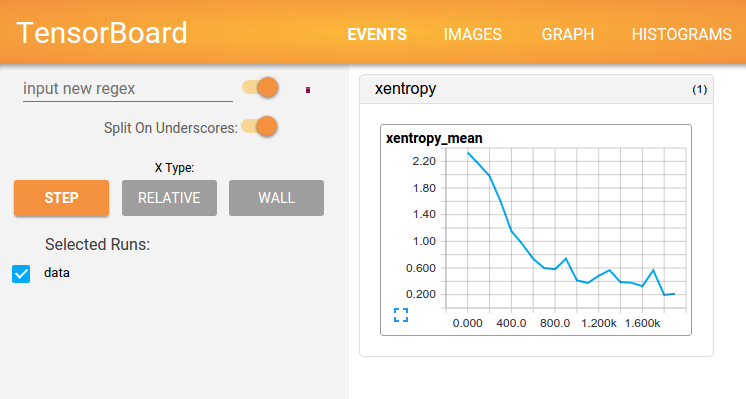 TensorBoard
EVENTS IMAGES GRAPH HISTOGRAMS
input new regex
Split On Underscores:
X Type:
STEP RELATIVE WALL
Selected Runs:
data
xentropy (1)
xentropy_mean
2.20
1.80
1.40
1.00
0.600
0.200
0.000 400.0 800.0 1.200k 1.600k